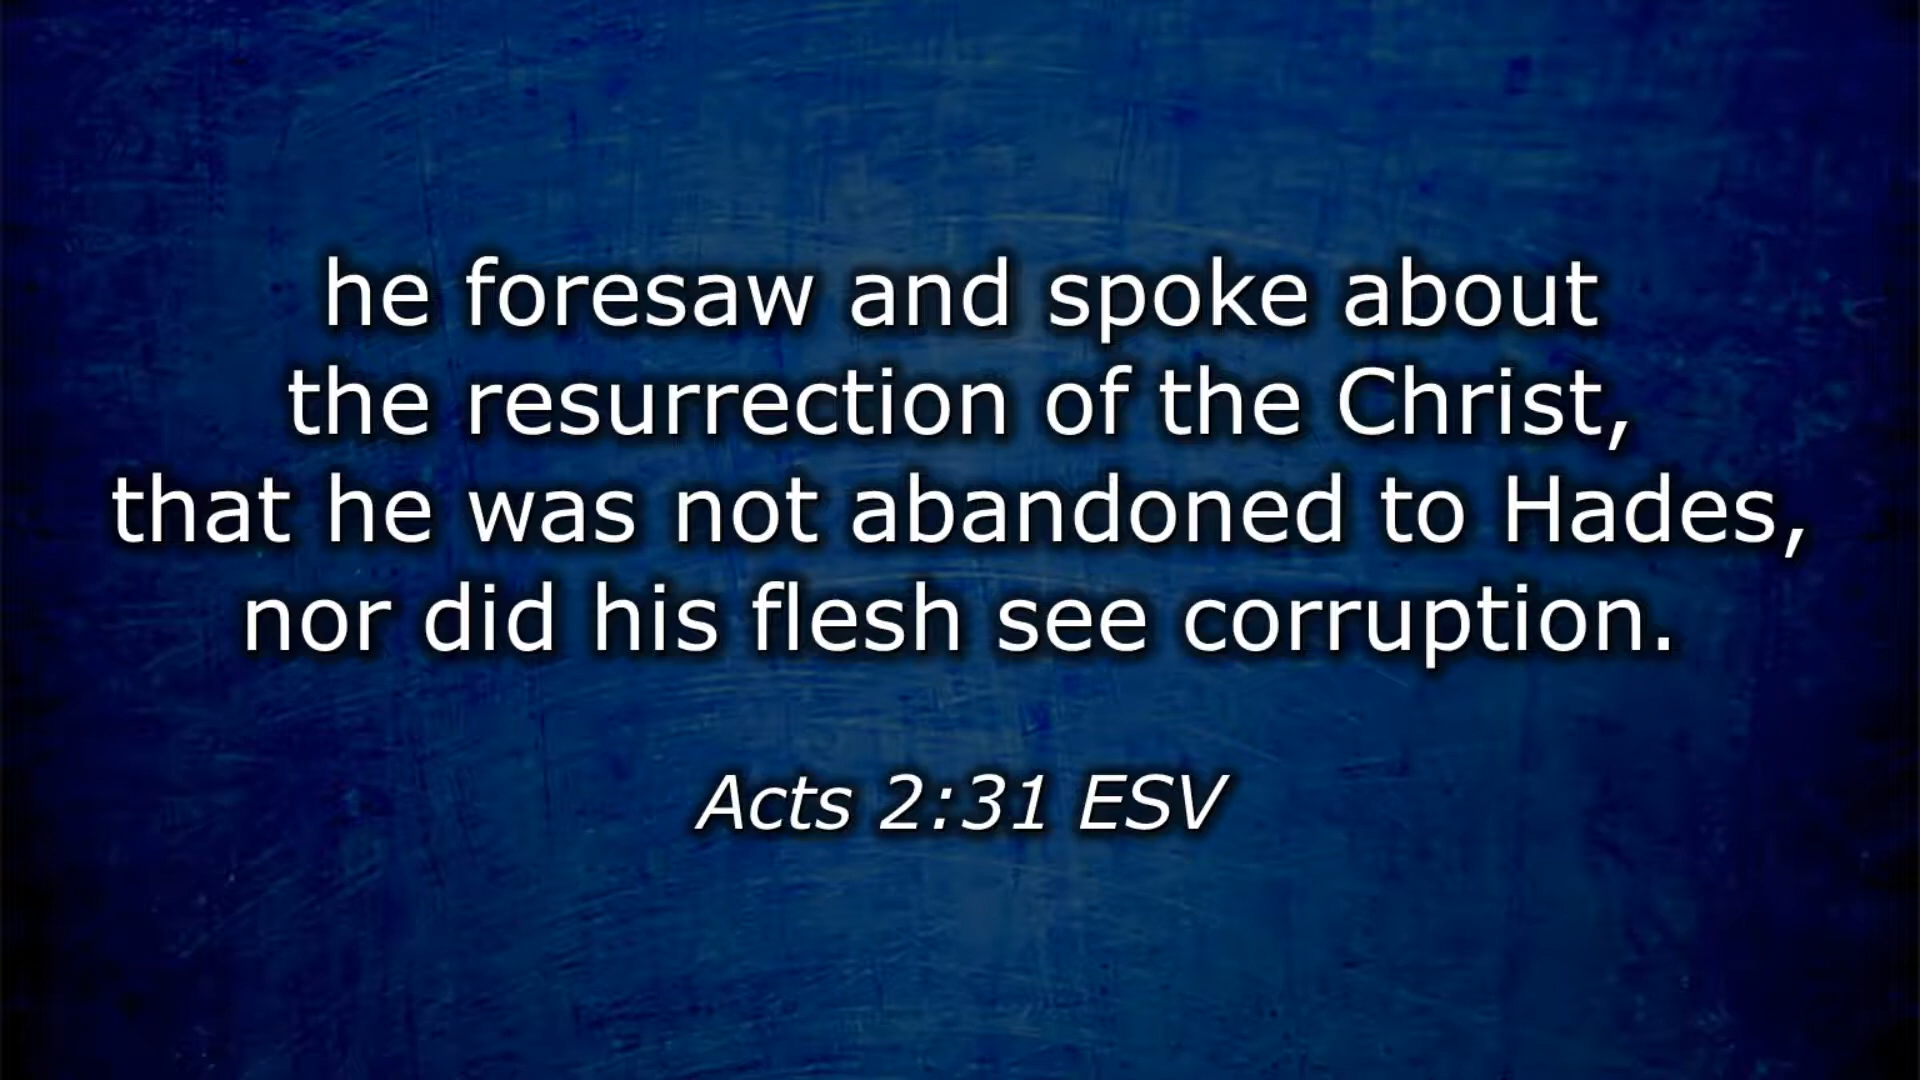 he foresaw and spoke about
the resurrection of the Christ,
that he was not abandoned to Hades,
nor did his flesh see corruption.
Acts 2:31 ESV